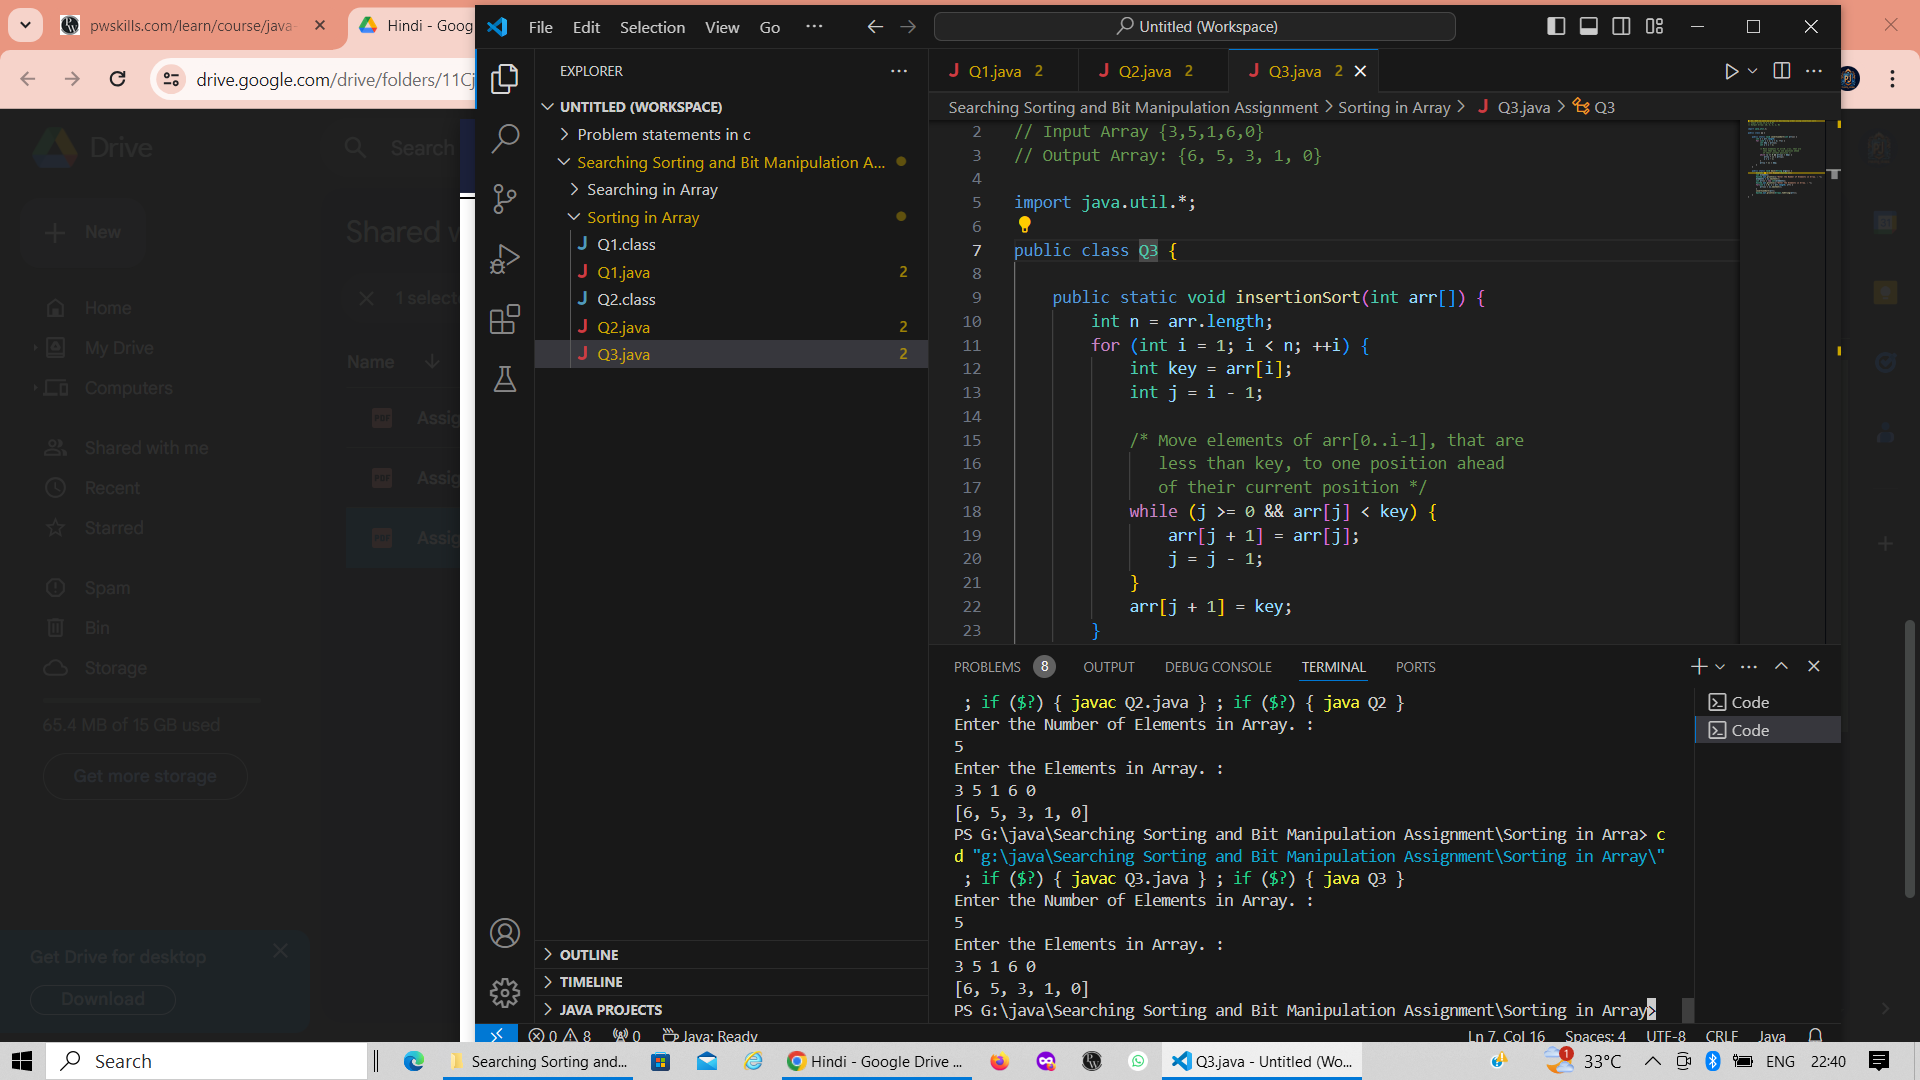 pwskills.com/learn/course/java-
Hindi - Goog
drive.google.com/drive/folders/11Cj
Drive
Search
New
Shared w
1 select
Home
My Drive
Computers
Name
Shared with me
Recent
Starred
Assig
Assig
Assig
Spam
Bin
Storage
65.4 MB of 15 GB used
Get more storage
Get Drive for desktop
Download
File Edit Selection View Go ...
Untitled (Workspace)
EXPLORER
UNTITLED (WORKSPACE)
Problem statements in c
Searching Sorting and Bit Manipulation A...
Searching in Array
Sorting in Array
J Q1.class
J Q1.java 2
J Q2.class
J Q2.java 2
J Q3.java 2
OUTLINE
TIMELINE
JAVA PROJECTS
J Q1.java 2 J Q2.java 2 J Q3.java 2
Searching Sorting and Bit Manipulation Assignment > Sorting in Array > J Q3.java > Q3
2 // Input Array {3,5,1,6,0}
3 // Output Array: {6, 5, 3, 1, 0}
4
5 import java.util.*;
6
7 public class Q3 {
8
9 public static void insertionSort(int arr[]) {
10 int n = arr.length;
11 for (int i = 1; i < n; ++i) {
12 int key = arr[i];
13 int j = i - 1;
14
15 /* Move elements of arr[0..i-1], that are
16 less than key, to one position ahead
17 of their current position */
18 while (j >= 0 && arr[j] < key) {
19 arr[j + 1] = arr[j];
20 j = j - 1;
21 }
22 arr[j + 1] = key;
23 }
PROBLEMS 8 OUTPUT DEBUG CONSOLE TERMINAL PORTS
; if ($?) { javac Q2.java } ; if ($?) { java Q2 }
Enter the Number of Elements in Array. :
5
Enter the Elements in Array. :
3 5 1 6 0
[6, 5, 3, 1, 0]
PS G:\java\Searching Sorting and Bit Manipulation Assignment\Sorting in Arra> c
d "g:\java\Searching Sorting and Bit Manipulation Assignment\Sorting in Array\"
; if ($?) { javac Q3.java } ; if ($?) { java Q3 }
Enter the Number of Elements in Array. :
5
Enter the Elements in Array. :
3 5 1 6 0
[6, 5, 3, 1, 0]
PS G:\java\Searching Sorting and Bit Manipulation Assignment\Sorting in Array>
Code
Code
0 8 0 Java: Ready
Ln 7, Col 16 Spaces: 4 UTF-8 CRLF Java
Search
Searching Sorting and...
Hindi - Google Drive ...
Q3.java - Untitled (Wo...
1
33°C
ENG
22:40